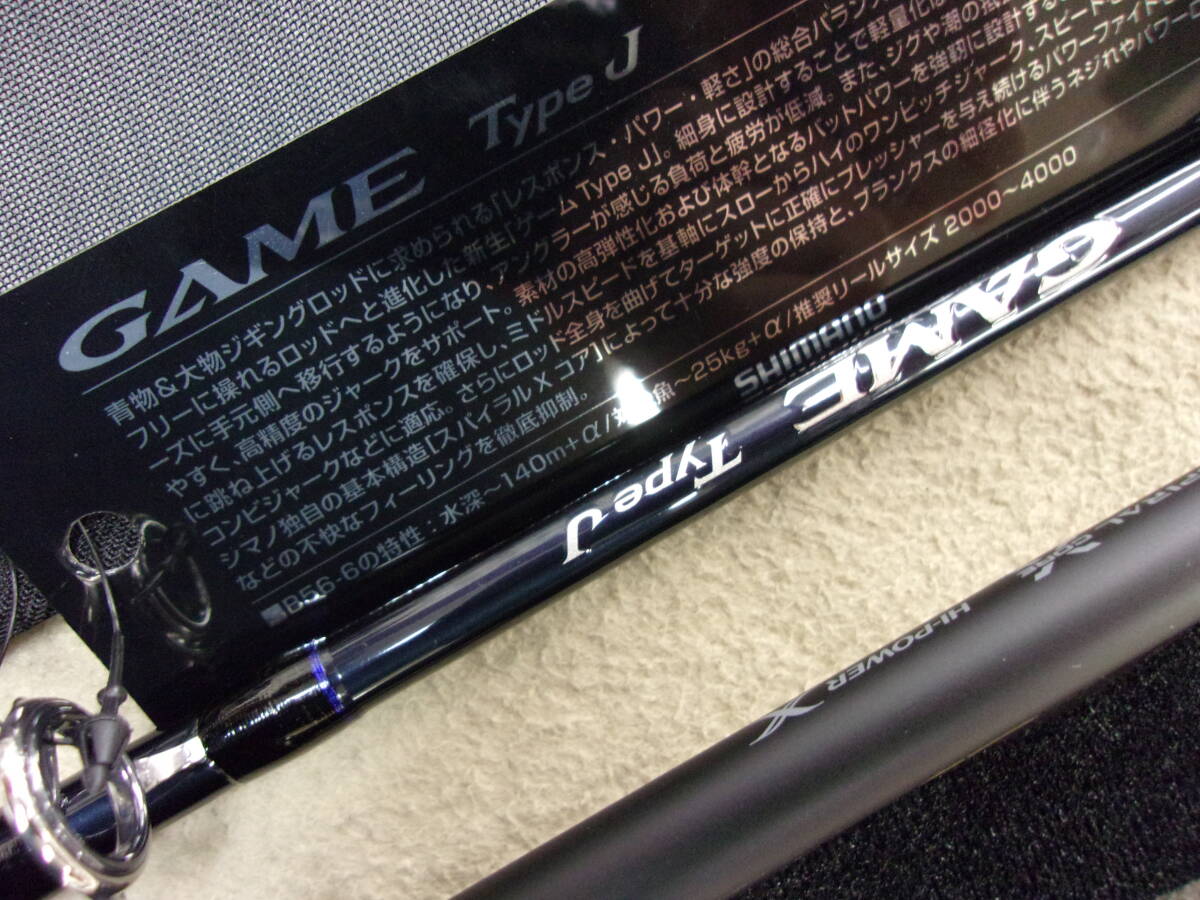 GAME Type J
青物&大物ジギングロッドに求められる「レスポンス・パワー・軽さ」の総合バランス
フリーに操れるロッドへと進化した新生「ゲーム Type J」。細身に設計することで軽量化は
ーズに手元側へ移行するようになり、アングラーが感じる負荷と疲労が低減。また、ジグや潮の抵
やすく、高精度のジャークをサポート。素材の高弾性化および体幹となるバットパワーを強靭に設計する
に跳ね上げるレスポンスを確保し、ミドルスピードを基軸にスローからハイのワンピッチジャーク、スピード
コンビジャークなどに適応。さらにロッド全身を曲げてターゲットに正確にプレッシャーを与え続けるパワーファイト
シマノ独自の基本構造[スパイラルX コア]によって十分な強度の保持と、ブランクスの細径化に伴うネジれやパワー
などの不快なフィーリングを徹底抑制。
■B56-6の特性:水深~140m+α/対 魚~25kg+α/推奨リールサイズ 2000~4000
SHIMANO
GAME Type J
SPIRAL X CORE
HI-POWER X